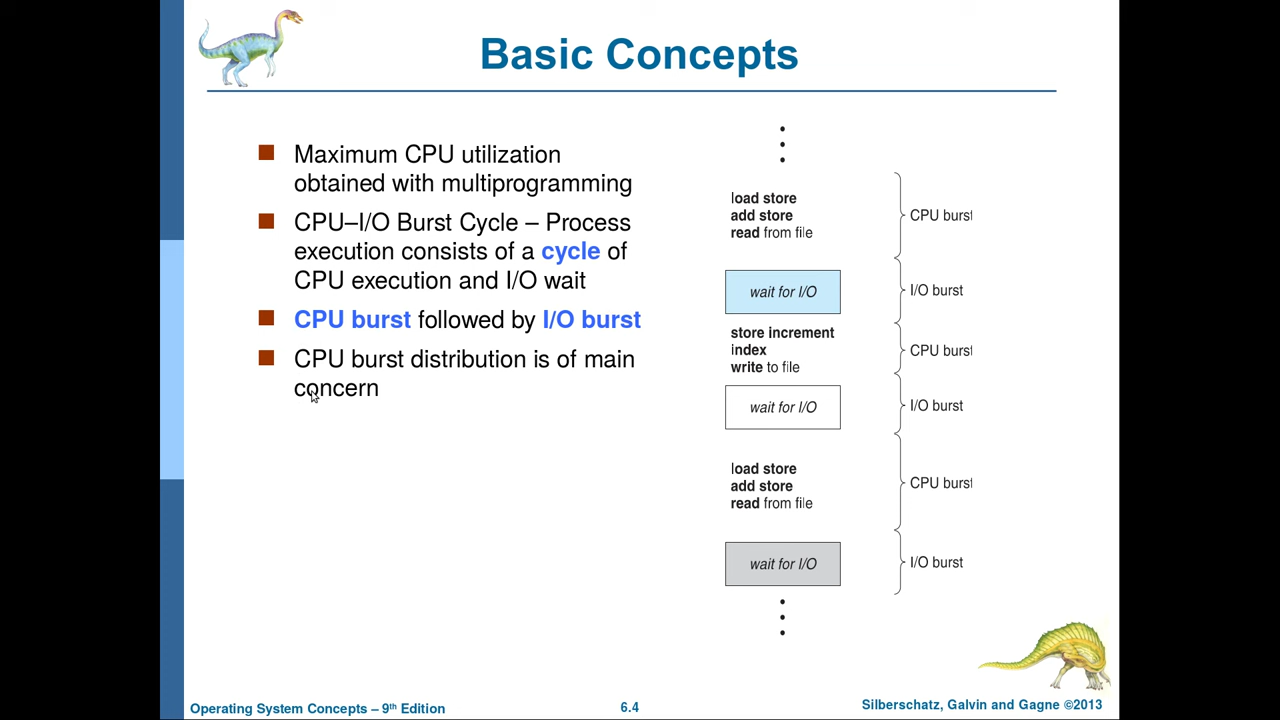 Basic Concepts
Maximum CPU utilization
obtained with multiprogramming
CPU–I/O Burst Cycle – Process
execution consists of a cycle of
CPU execution and I/O wait
CPU burst followed by I/O burst
CPU burst distribution is of main
concern
load store
add store
read from file
CPU burst
wait for I/O
I/O burst
store increment
index
write to file
CPU burst
wait for I/O
I/O burst
load store
add store
read from file
CPU burst
wait for I/O
I/O burst
Operating System Concepts – 9th Edition
6.4
Silberschatz, Galvin and Gagne ©2013